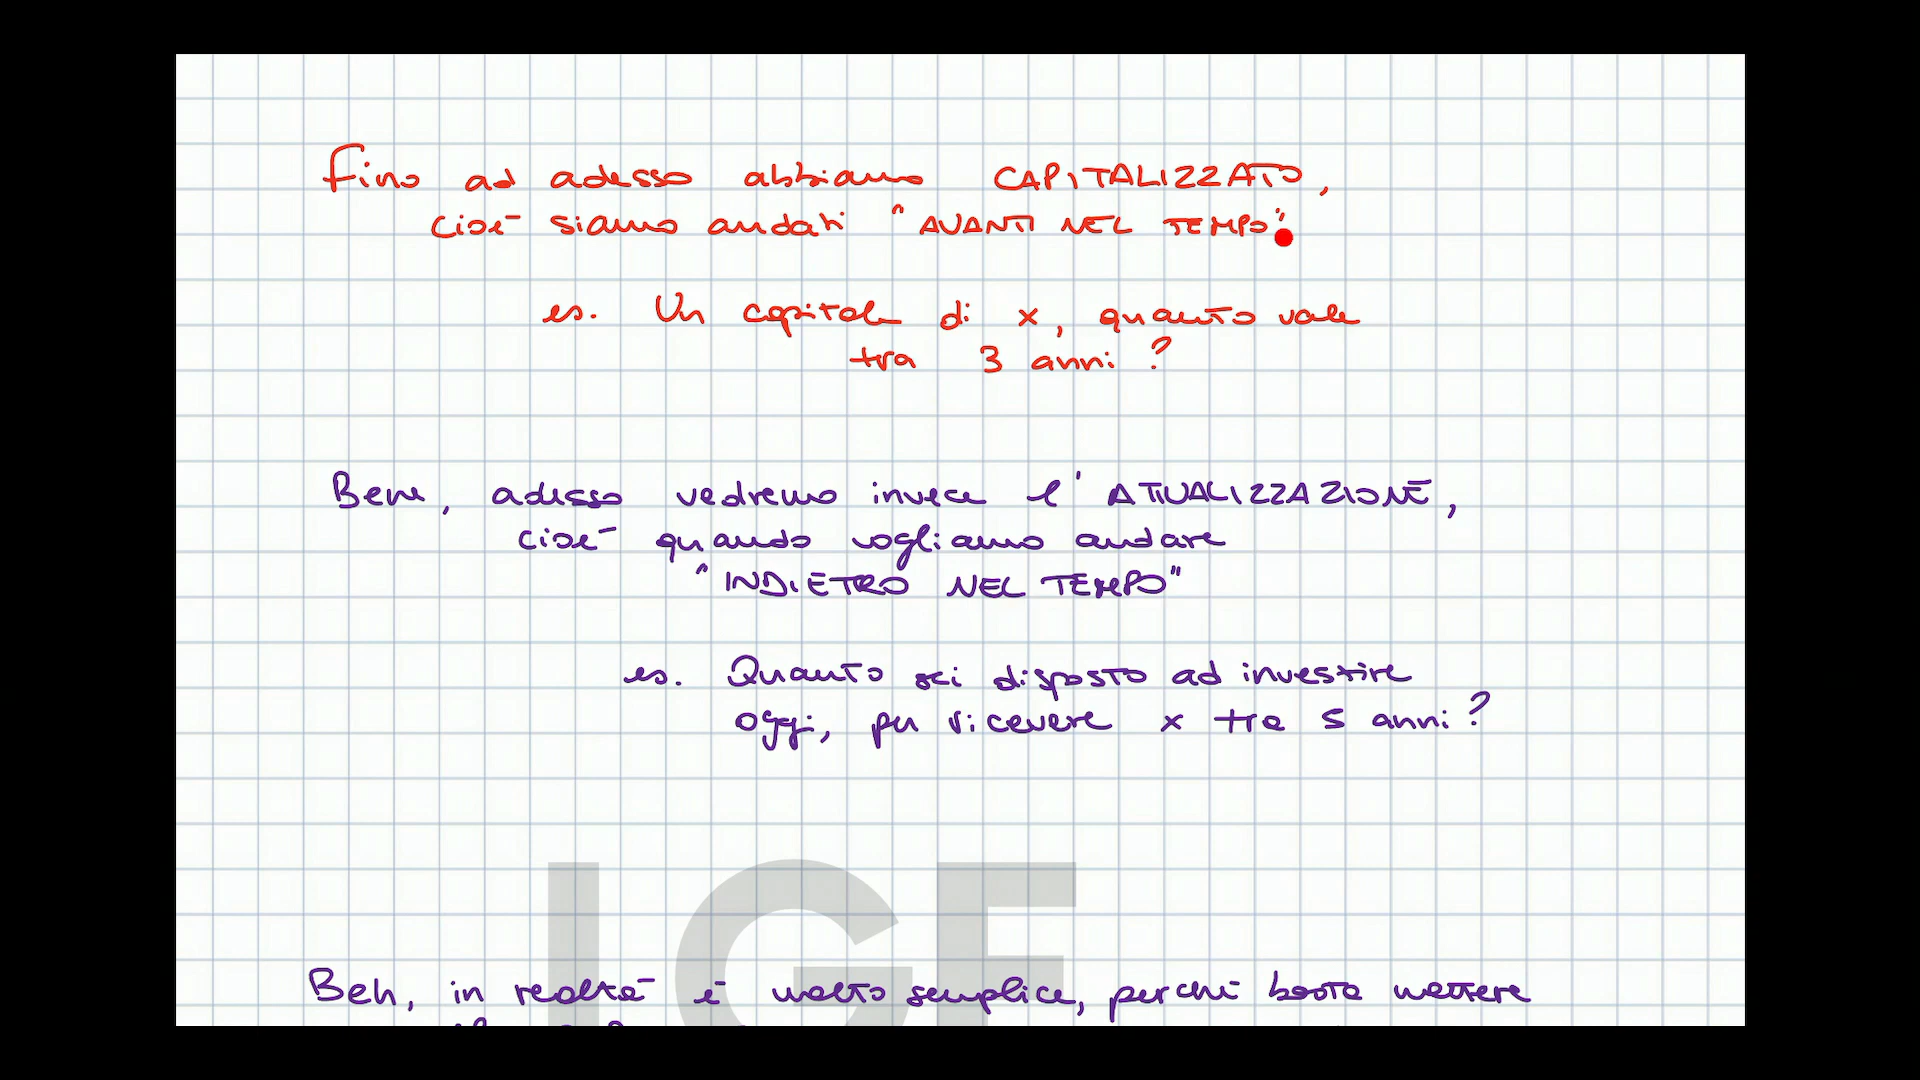 Fino ad adesso abbiamo CAPITALIZZATO,
cioè siamo andati "AVANTI NEL TEMPO"
es. Un capitale di x, quanto vale
tra 3 anni ?
Bene, adesso vedremo invece l'ATTUALIZZAZIONE,
cioè quando vogliamo andare
"INDIETRO NEL TEMPO"
es. Quanto sei disposto ad investire
oggi, per ricevere x tra 5 anni ?
IGF
Beh, in realtà è molto semplice, perché basta mettere